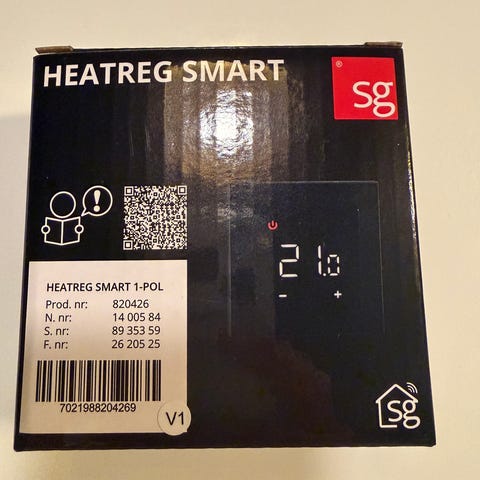 HEATREG SMART
® sg
!
21.0
- +
HEATREG SMART 1-POL
Prod. nr: 820426
N. nr: 14 005 84
S. nr: 89 353 59
F. nr: 26 205 25
7021988204269
V1
sg